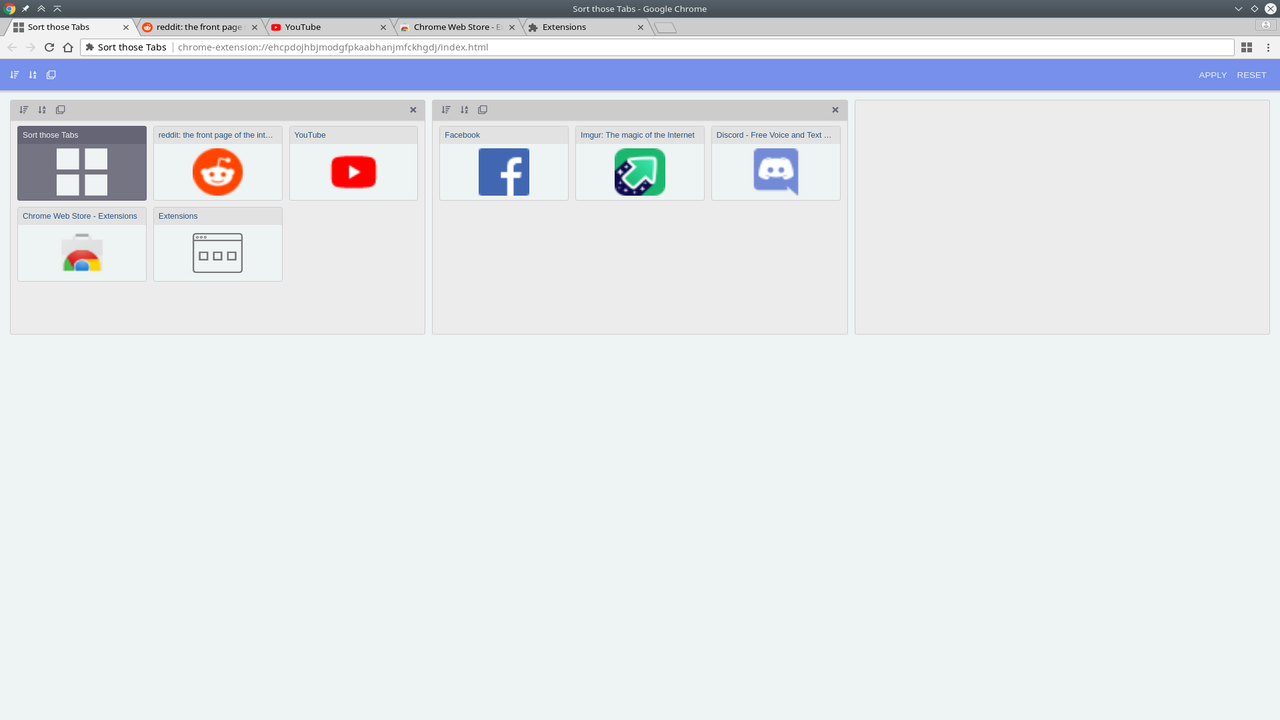 Sort those Tabs - Google Chrome
Sort those Tabs
reddit: the front page
YouTube
Chrome Web Store - E
Extensions
Sort those Tabs
chrome-extension://ehcpdojhbjmodgfpkaabhanjmfckhgdj/index.html
APPLY RESET
Sort those Tabs
reddit: the front page of the int...
YouTube
Facebook
Imgur: The magic of the Internet
Discord - Free Voice and Text ...
Chrome Web Store - Extensions
Extensions